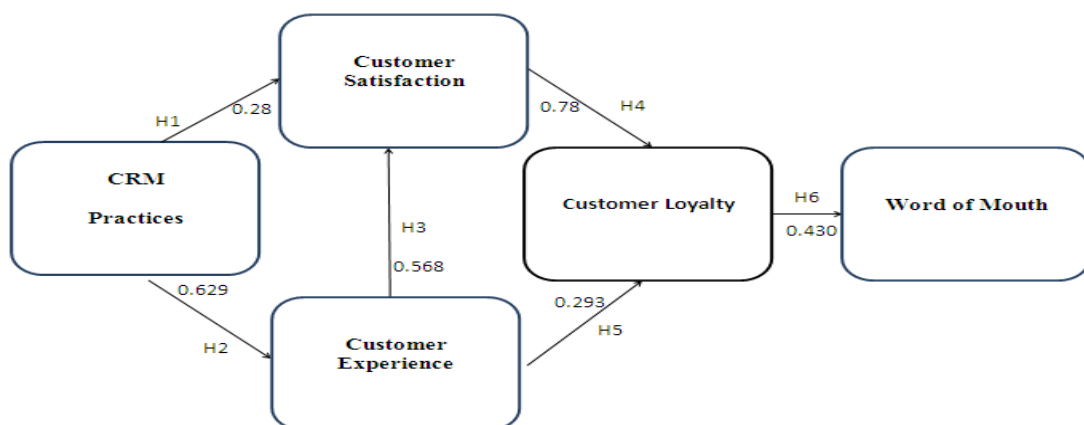 Customer
Satisfaction
H1
0.28
0.78
H4
CRM
Practices
H3
0.568
Customer Loyalty
H6
0.430
Word of Mouth
0.629
H2
Customer
Experience
0.293
H5